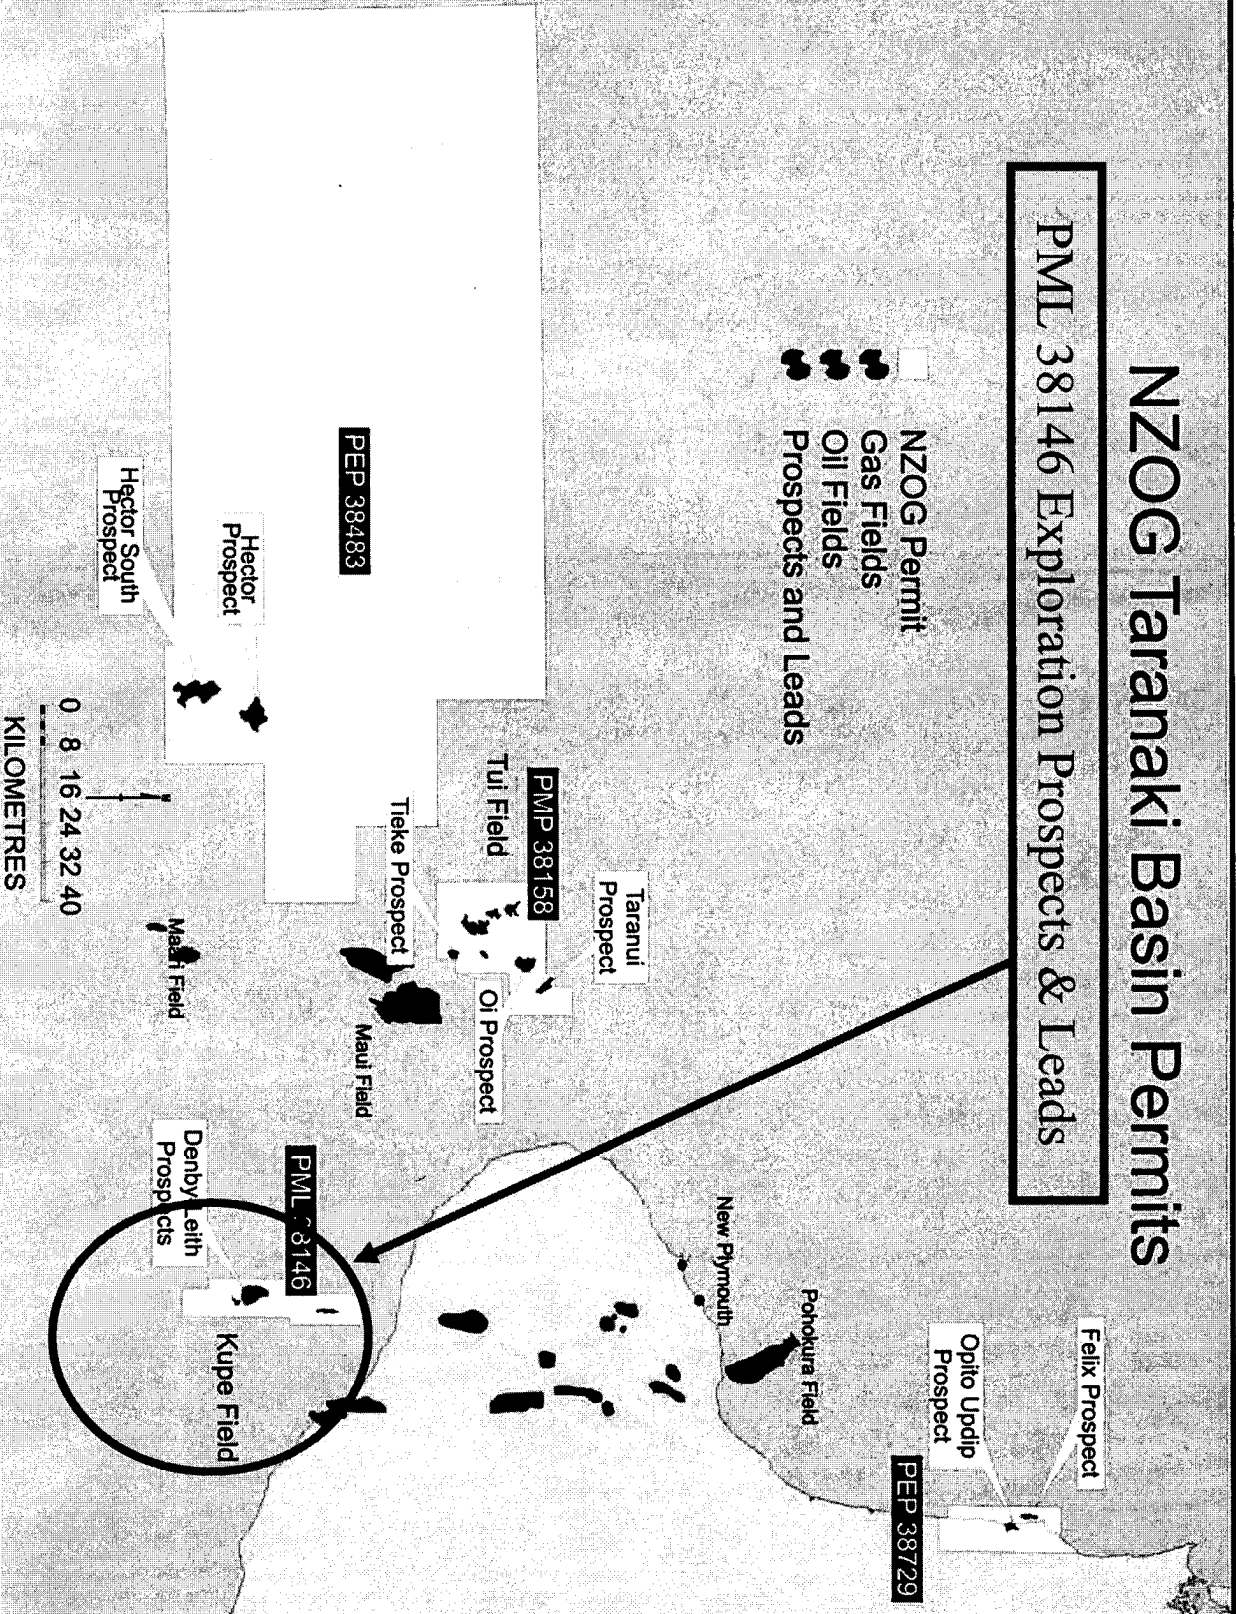 NZOG Taranaki Basin Permits
PML 38146 Exploration Prospects & Leads
NZOG Permit
Gas Fields
Oil Fields
Prospects and Leads
Felix Prospect
Opito Updip
Prospect
PEP 38729
Pohokura Field
New Plymouth
Taranui
Prospect
PMP 38158
Tui Field
Oi Prospect
Tieke Prospect
Maui Field
PEP 38483
Hector
Prospect
Hector South
Prospect
Maari Field
PML 38146
Denby/Leith
Prospects
Kupe Field
0 8 16 24 32 40
KILOMETRES